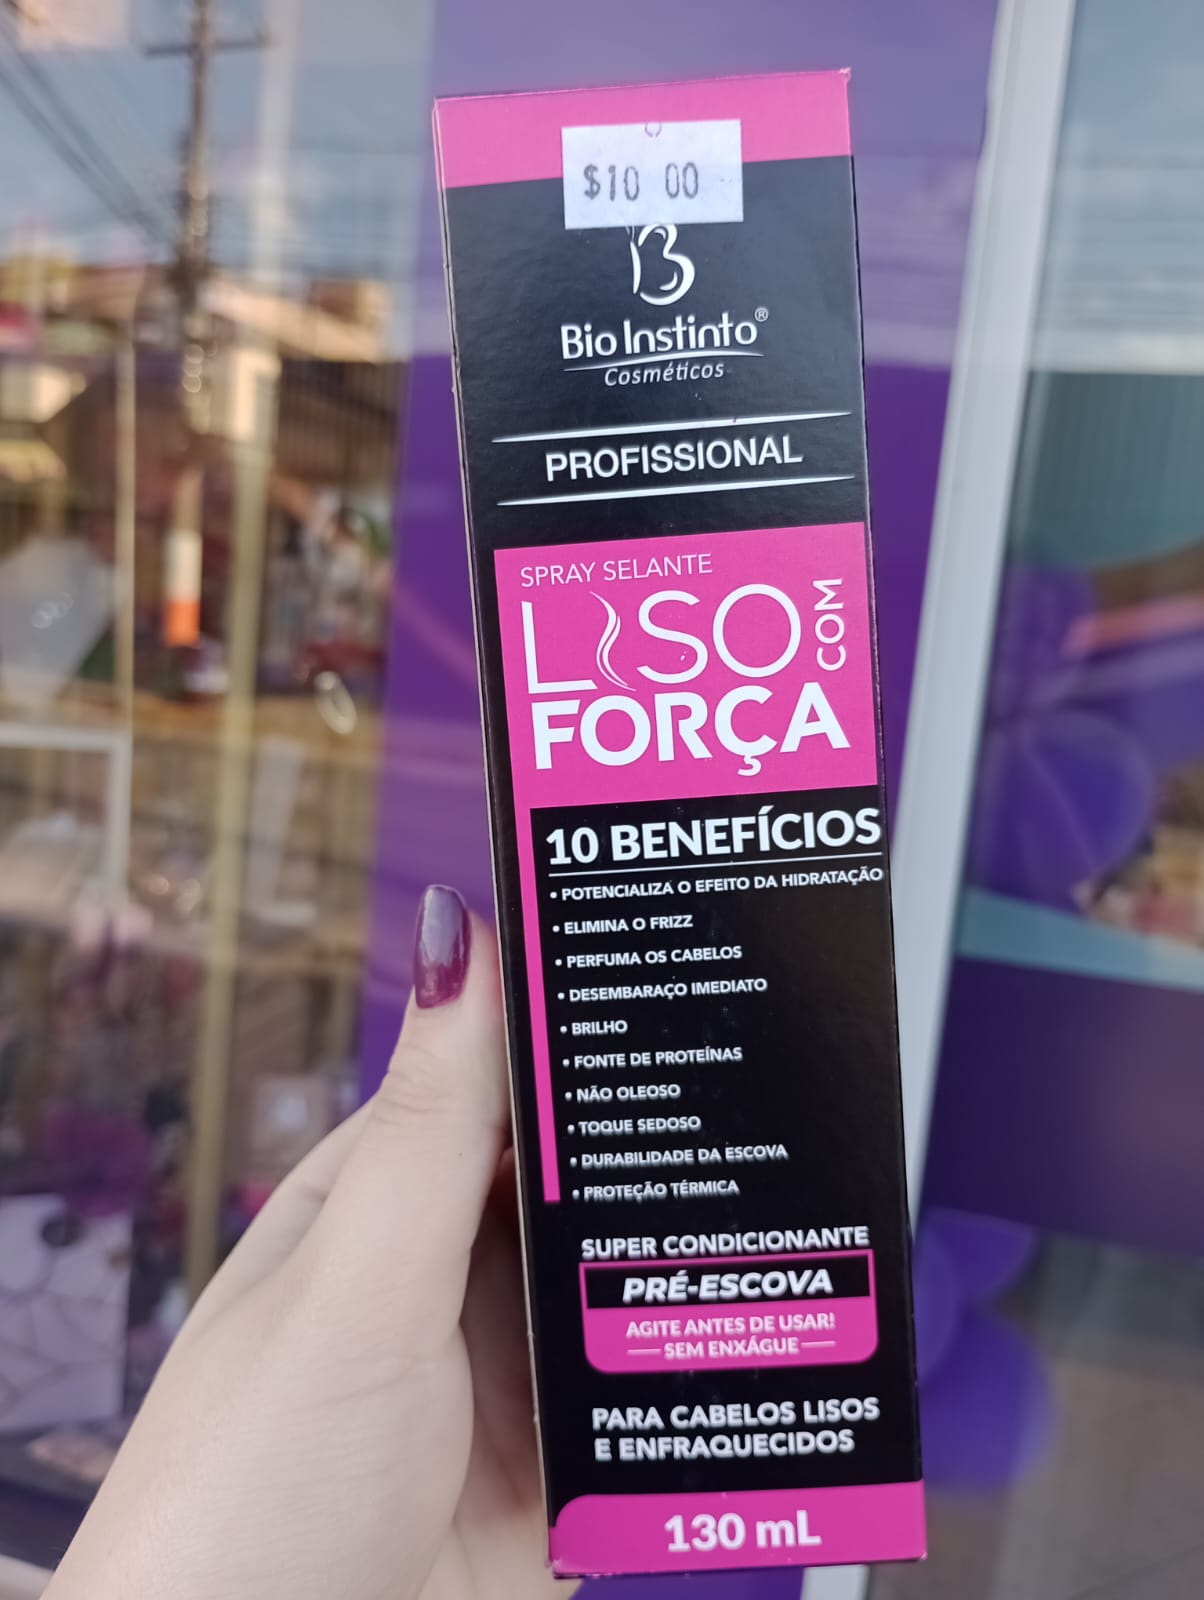 $10 00
B
Bio Instinto®
Cosméticos
PROFISSIONAL
SPRAY SELANTE
LISO COM
FORÇA
10 BENEFÍCIOS
• POTENCIALIZA O EFEITO DA HIDRATAÇÃO
• ELIMINA O FRIZZ
• PERFUMA OS CABELOS
• DESEMBARAÇO IMEDIATO
• BRILHO
• FONTE DE PROTEÍNAS
• NÃO OLEOSO
• TOQUE SEDOSO
• DURABILIDADE DA ESCOVA
• PROTEÇÃO TÉRMICA
SUPER CONDICIONANTE
PRÉ-ESCOVA
AGITE ANTES DE USAR!
SEM ENXÁGUE
PARA CABELOS LISOS
E ENFRAQUECIDOS
130 mL